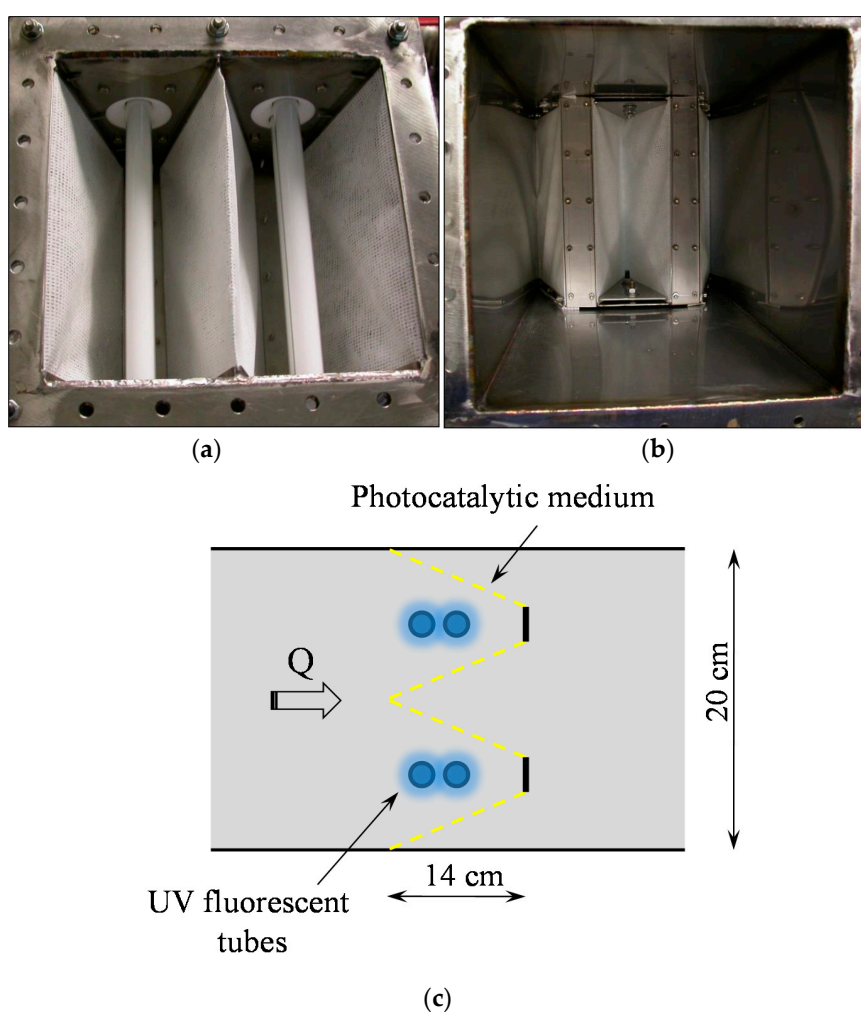 (a)
(b)
Photocatalytic medium
Q
20 cm
14 cm
UV fluorescent
tubes
(c)